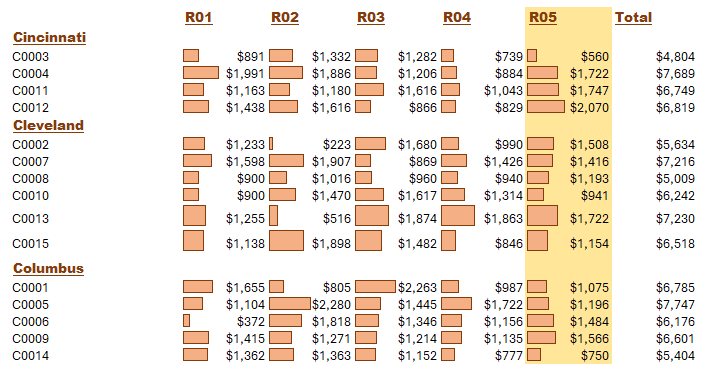 R01 R02 R03 R04 R05 Total
Cincinnati
C0003 $891 $1,332 $1,282 $739 $560 $4,804
C0004 $1,991 $1,886 $1,206 $884 $1,722 $7,689
C0011 $1,163 $1,180 $1,616 $1,043 $1,747 $6,749
C0012 $1,438 $1,616 $866 $829 $2,070 $6,819
Cleveland
C0002 $1,233 $223 $1,680 $990 $1,508 $5,634
C0007 $1,598 $1,907 $869 $1,426 $1,416 $7,216
C0008 $900 $1,016 $960 $940 $1,193 $5,009
C0010 $900 $1,470 $1,617 $1,314 $941 $6,242
C0013 $1,255 $516 $1,874 $1,863 $1,722 $7,230
C0015 $1,138 $1,898 $1,482 $846 $1,154 $6,518
Columbus
C0001 $1,655 $805 $2,263 $987 $1,075 $6,785
C0005 $1,104 $2,280 $1,445 $1,722 $1,196 $7,747
C0006 $372 $1,818 $1,346 $1,156 $1,484 $6,176
C0009 $1,415 $1,271 $1,214 $1,135 $1,566 $6,601
C0014 $1,362 $1,363 $1,152 $777 $750 $5,404